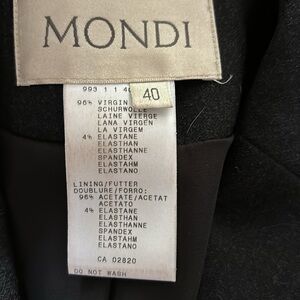 MONDI
40
993 1 1
96% VIRGIN
SCHURWOLLE
LAINE VIERGE
LANA VIRGEN
LA VIRGEM
4% ELASTANE
ELASTHAN
ELASTHANNE
SPANDEX
ELASTAHM
ELASTANO
LINING/FUTTER
DOUBLURE/FORRO:
96% ACETATE/ACETAT
ACETATO
4% ELASTANE
ELASTHAN
ELASTHANNE
SPANDEX
ELASTAHM
ELASTANO
CA 02820
DO NOT WASH